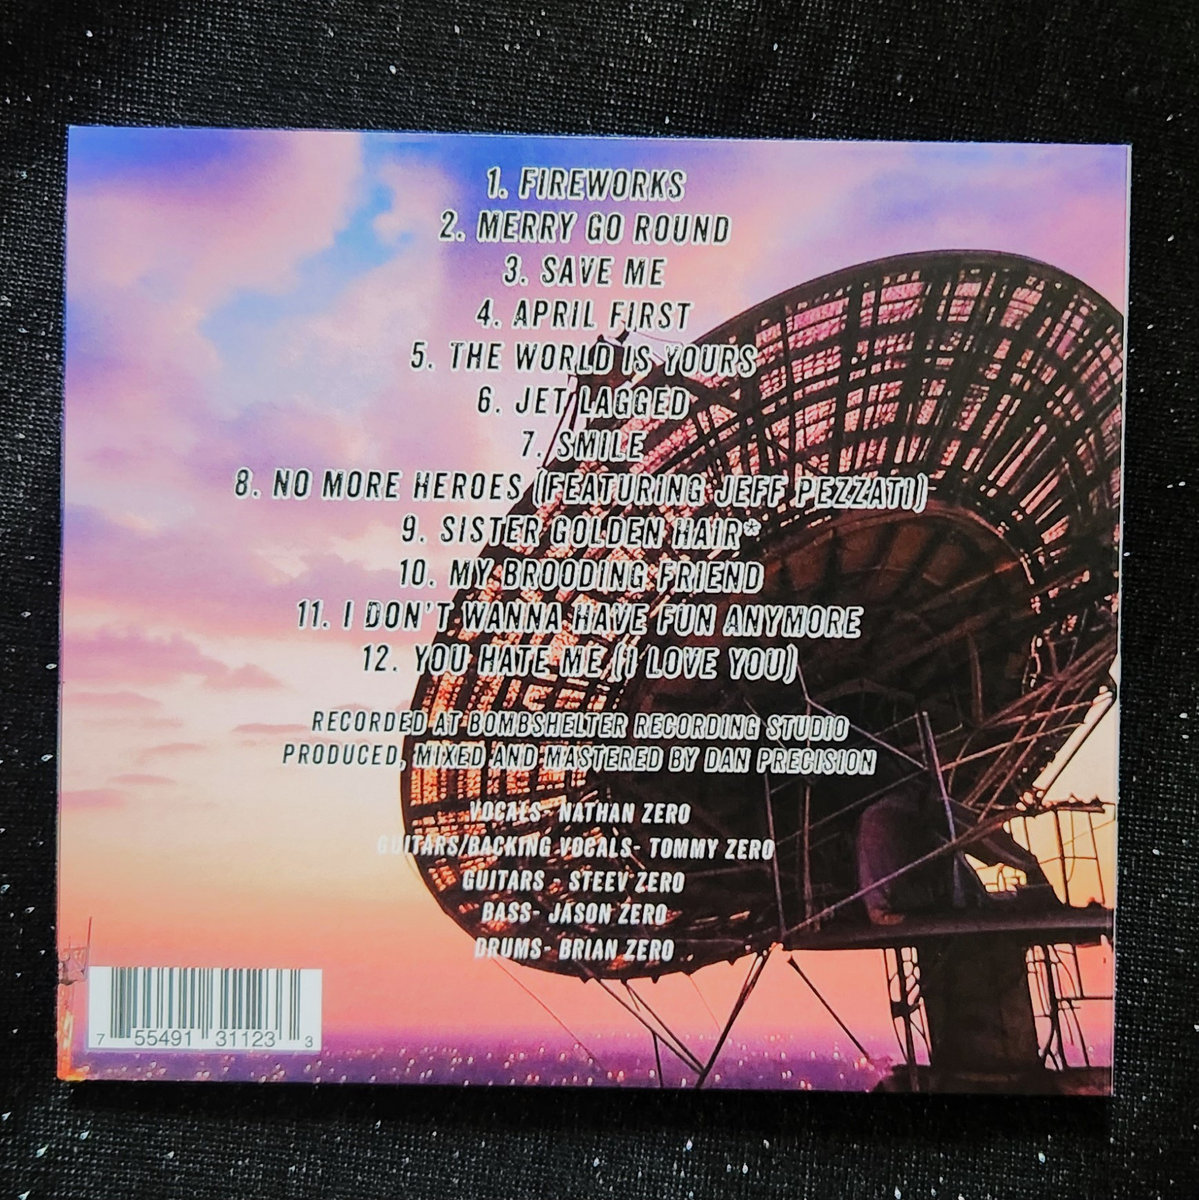 1. FIREWORKS
2. MERRY GO ROUND
3. SAVE ME
4. APRIL FIRST
5. THE WORLD IS YOURS
6. JET LAGGED
7. SMILE
8. NO MORE HEROES (FEATURING JEFF PEZZATI)
9. SISTER GOLDEN HAIR*
10. MY BROODING FRIEND
11. I DON'T WANNA HAVE FUN ANYMORE
12. YOU HATE ME (I LOVE YOU)
RECORDED AT BOMBSHELTER RECORDING STUDIO
PRODUCED, MIXED AND MASTERED BY DAN PRECISION
VOCALS- NATHAN ZERO
GUITARS/BACKING VOCALS- TOMMY ZERO
GUITARS - STEEV ZERO
BASS- JASON ZERO
DRUMS- BRIAN ZERO
7 55491 31123 3